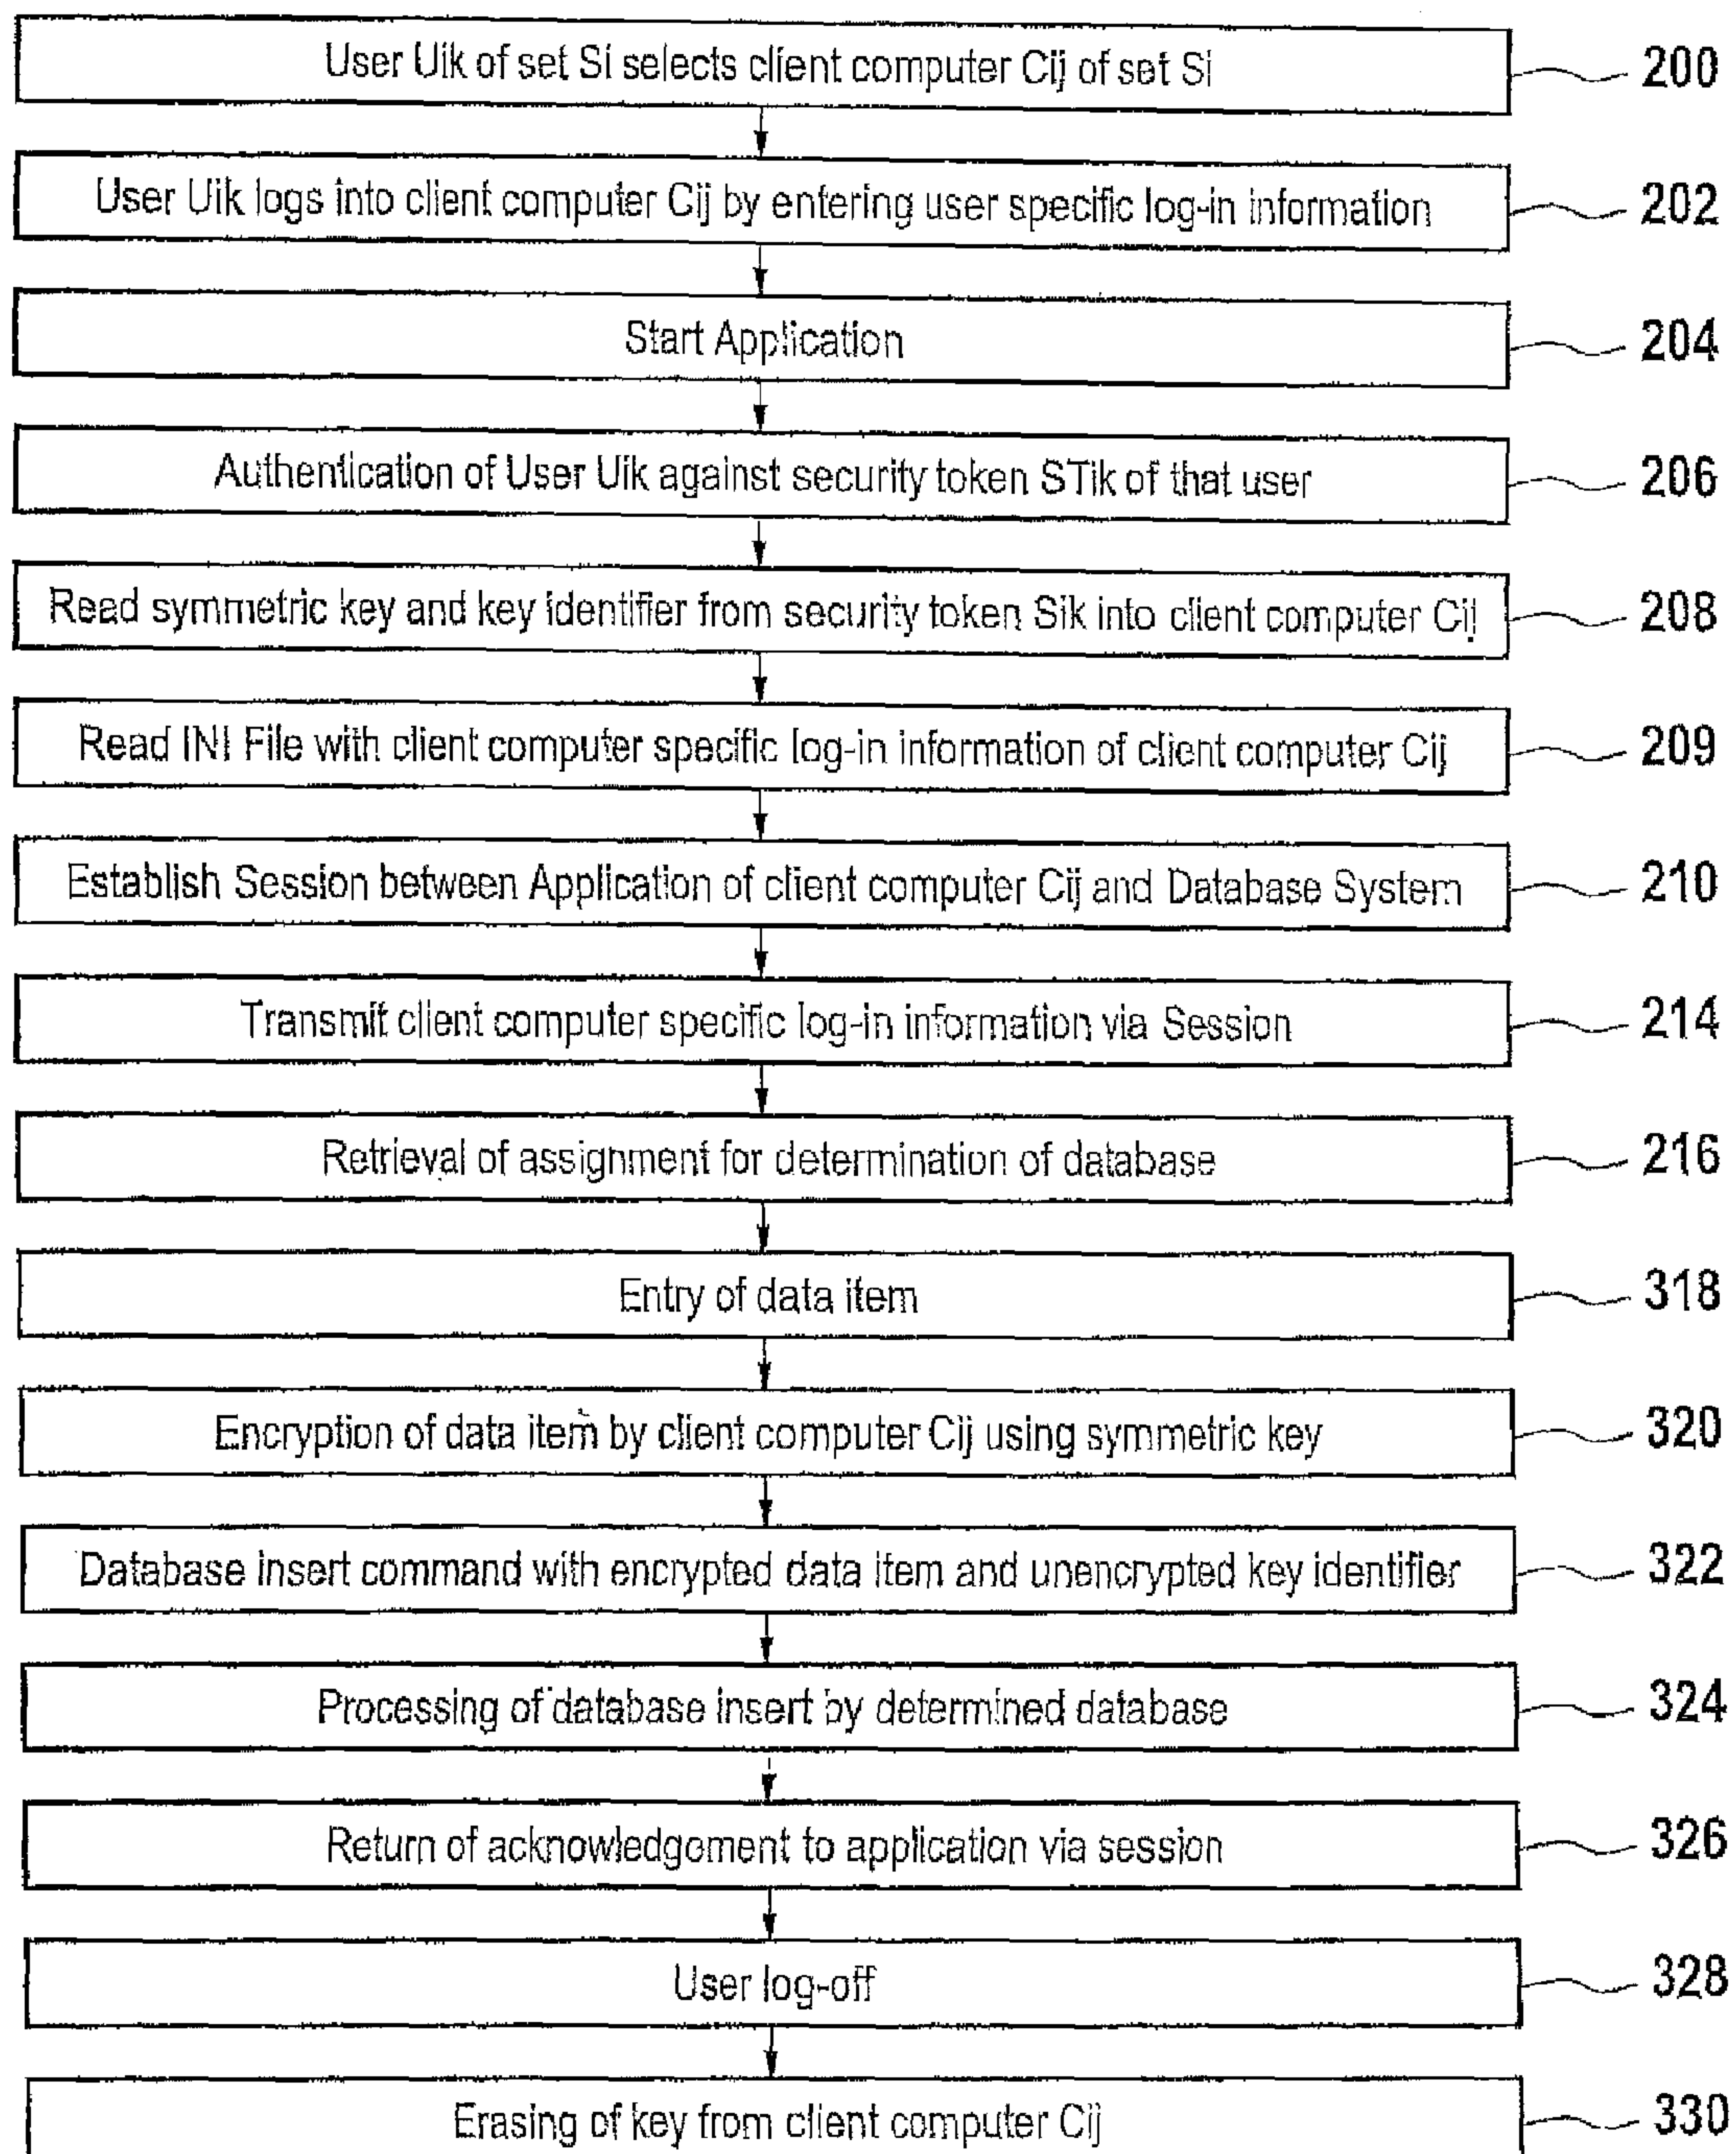 User Uik of set Si selects client computer Cij of set Si 200
User Uik logs into client computer Cij by entering user specific log-in information 202
Start Application 204
Authentication of User Uik against security token STik of that user 206
Read symmetric key and key identifier from security token Sik into client computer Cij 208
Read INI File with client computer specific log-in information of client computer Cij 209
Establish Session between Application of client computer Cij and Database System 210
Transmit client computer specific log-in information via Session 214
Retrieval of assignment for determination of database 216
Entry of data item 318
Encryption of data item by client computer Cij using symmetric key 320
Database insert command with encrypted data item and unencrypted key identifier 322
Processing of database insert by determined database 324
Return of acknowledgement to application via session 326
User log-off 328
Erasing of key from client computer Cij 330